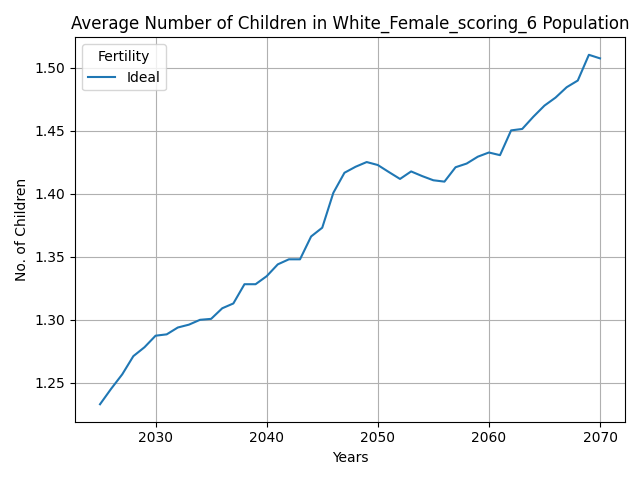 Average Number of Children in White_Female_scoring_6 Population
Fertility
Ideal
No. of Children
1.50
1.45
1.40
1.35
1.30
1.25
2030 2040 2050 2060 2070
Years